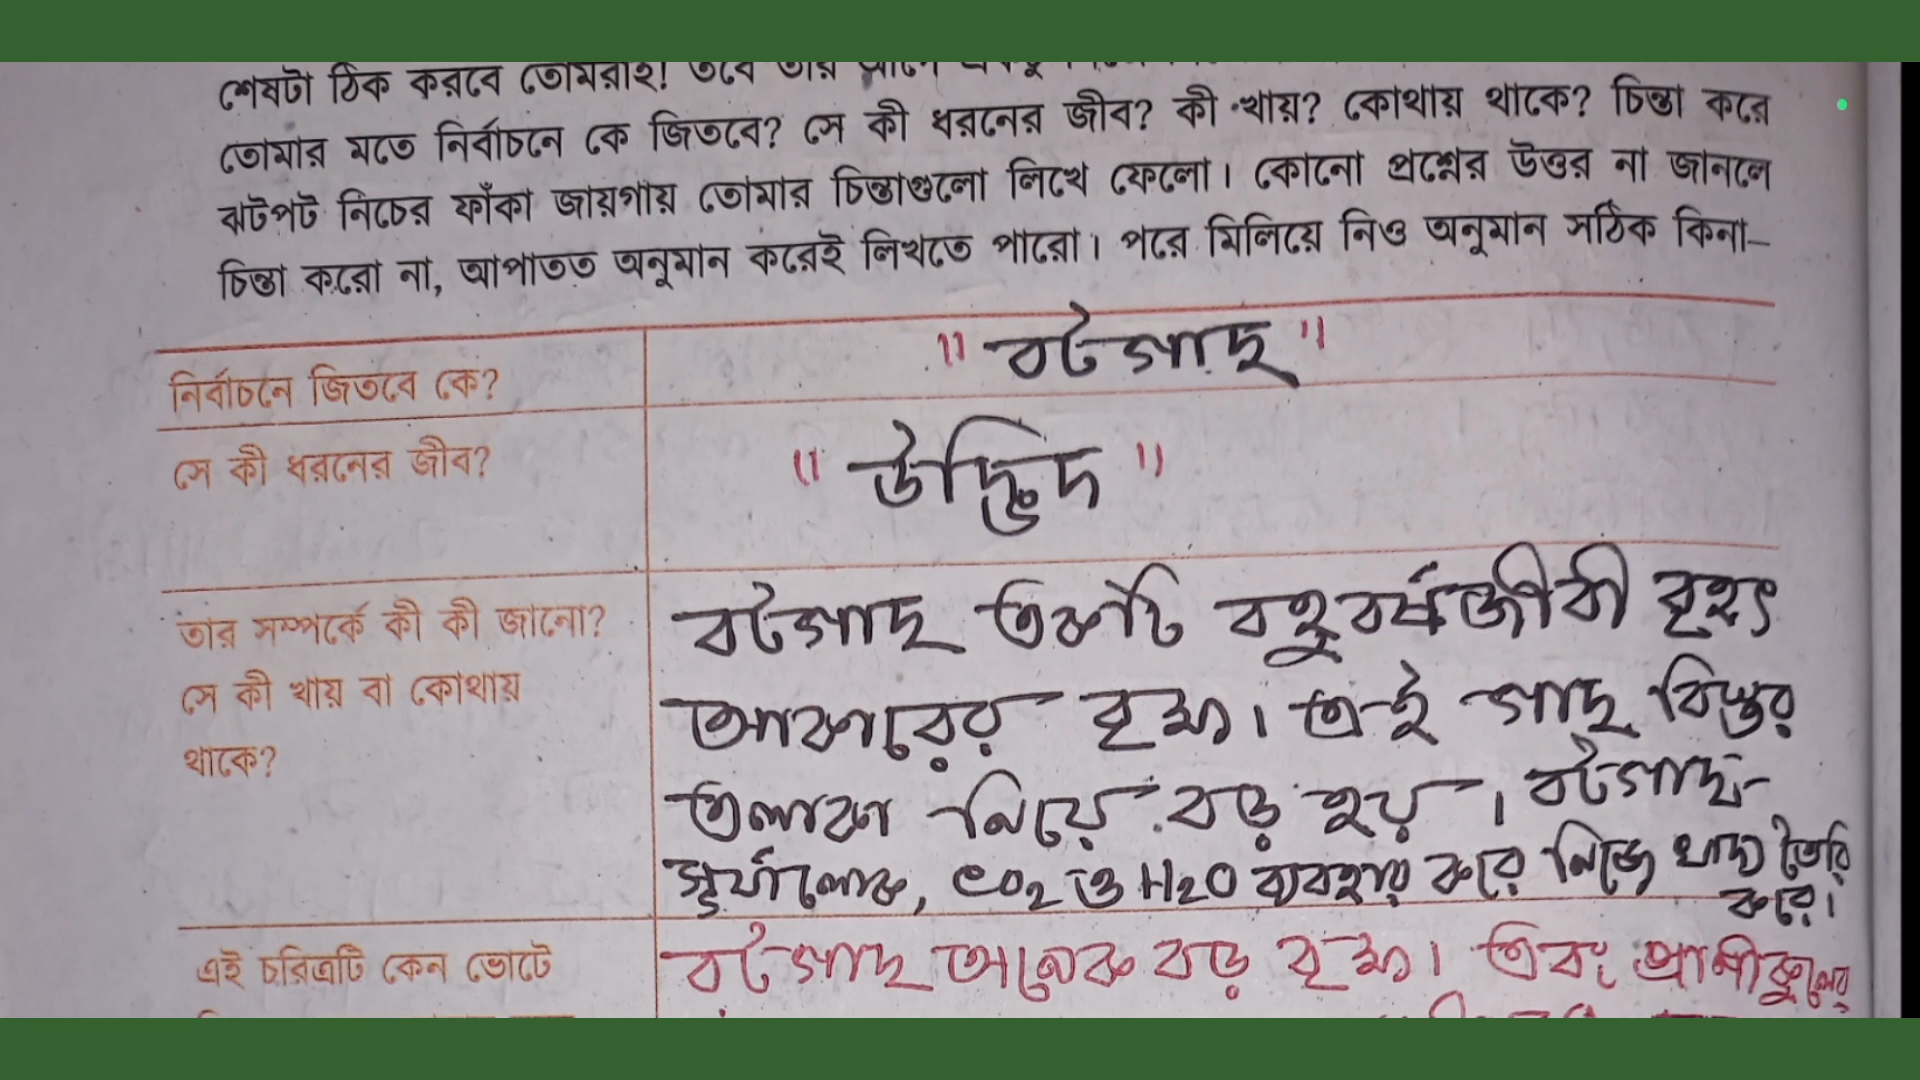 শেষটা ঠিক করবে তোমরাই! তবে তার আগে একটু
তোমার মতে নির্বাচনে কে জিতবে? সে কী ধরনের জীব? কী খায়? কোথায় থাকে? চিন্তা করে
ঝটপট নিচের ফাঁকা জায়গায় তোমার চিন্তাগুলো লিখে ফেলো। কোনো প্রশ্নের উত্তর না জানলে
চিন্তা করো না, আপাতত অনুমান করেই লিখতে পারো। পরে মিলিয়ে নিও অনুমান সঠিক কিনা–
নির্বাচনে জিতবে কে?
"বটগাছ"
সে কী ধরনের জীব?
"উদ্ভিদ"
তার সম্পর্কে কী কী জানো?
সে কী খায় বা কোথায়
থাকে?
বটগাছ একটি বহুবর্ষজীবী বৃহৎ
আকারের বৃক্ষ। এই গাছ বিস্তর
এলাকা নিয়ে বড় হয়। বটগাছ
সূর্যালোক, CO2 ও H2O ব্যবহার করে নিজে খাদ্য তৈরি
করে।
এই চরিত্রটি কেন ভোটে
বটগাছ অনেক বড় বৃক্ষ। এবং প্রাণীকুলের